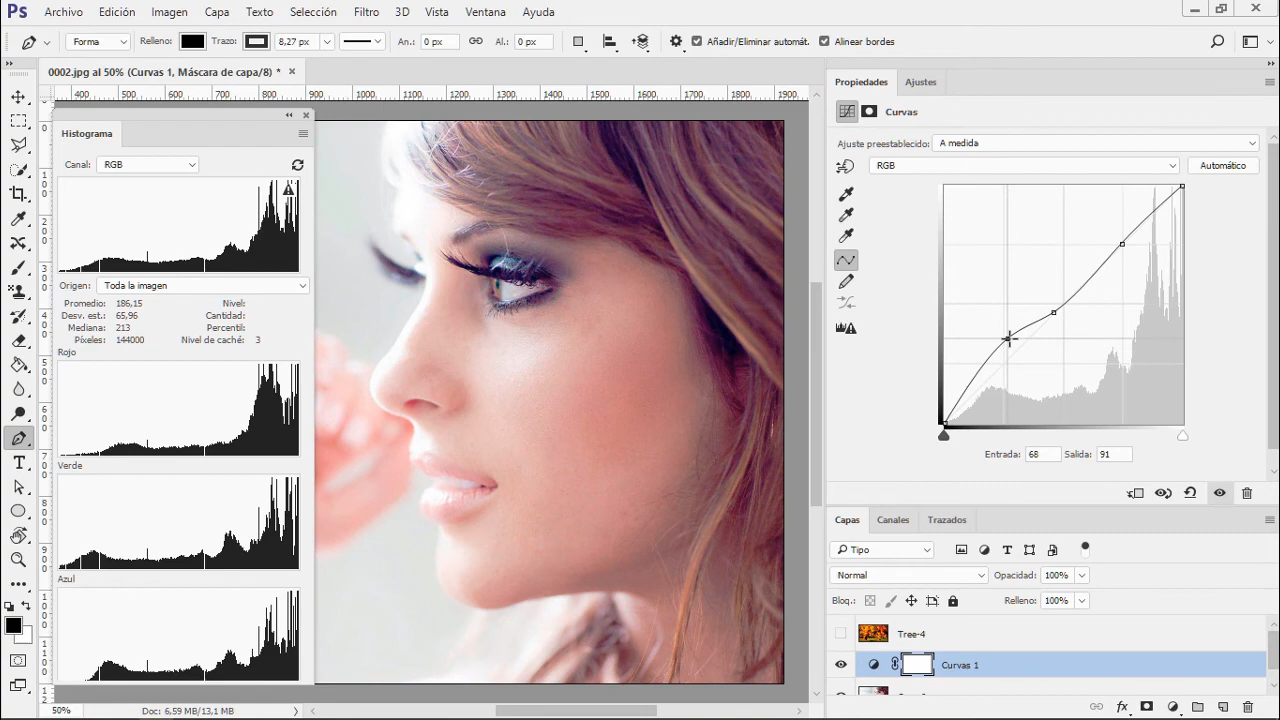 Ps Archivo Edición Imagen Capa Texto Selección Filtro 3D Vista Ventana Ayuda
Forma Relleno: Trazo: 8,27 px An.: 0 px Al.: 0 px Añadir/Eliminar automát. Alinear bordes
0002.jpg al 50% (Curvas 1, Máscara de capa/8) *
400 500 600 700 800 900 1000 1100 1200 1300 1400 1500 1600 1700 1800 1900
Histograma
Canal: RGB
Origen: Toda la imagen
Promedio: 186,15 Nivel:
Desv. est.: 65,96 Cantidad:
Mediana: 213 Percentil:
Píxeles: 144000 Nivel de caché: 3
Rojo
Verde
Azul
50% Doc: 6,59 MB/13,1 MB
Propiedades Ajustes
Curvas
Ajuste preestablecido: A medida
RGB Automático
Entrada: 68 Salida: 91
Capas Canales Trazados
Tipo
Normal Opacidad: 100%
Bloq.: Relleno: 100%
Tree-4
Curvas 1